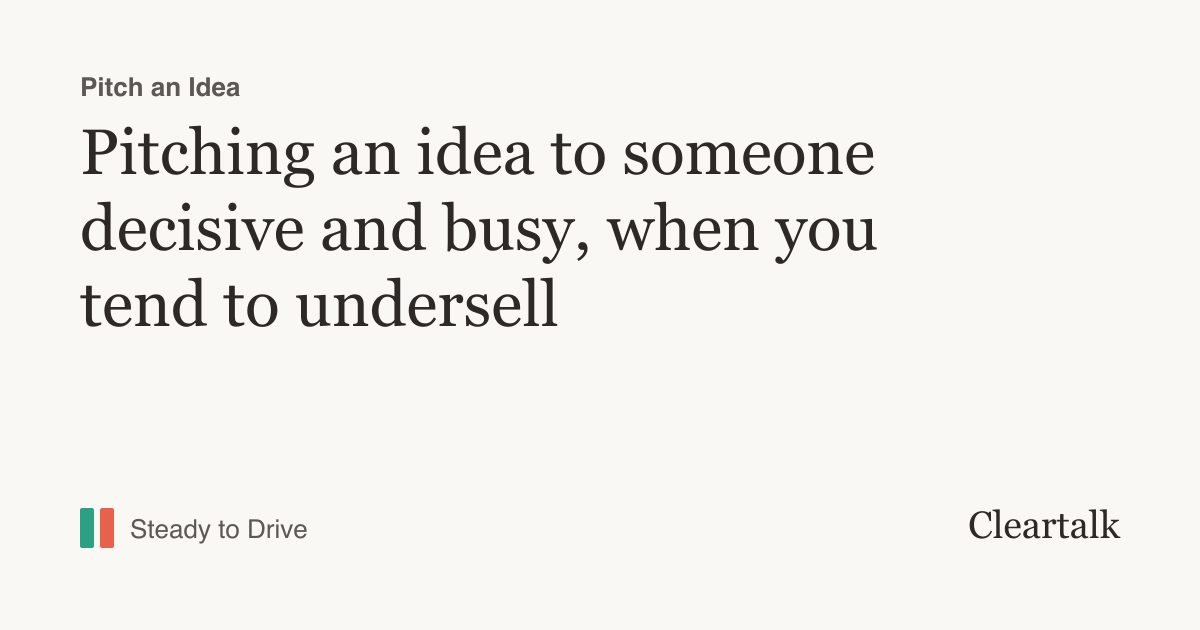 Pitch an Idea
Pitching an idea to someone
decisive and busy, when you
tend to undersell
Steady to Drive
Cleartalk